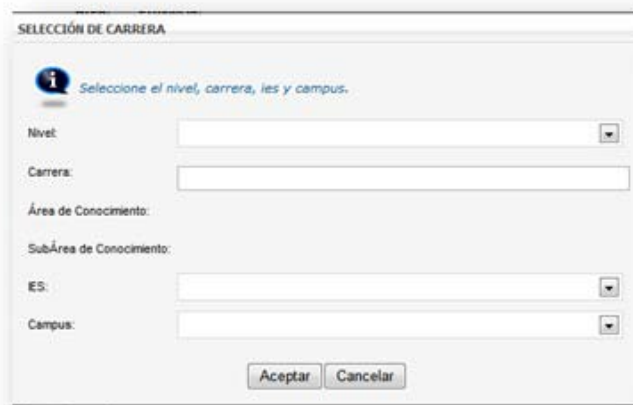 SELECCIÓN DE CARRERA
Seleccione el nivel, carrera, ies y campus.
Nivel:
Carrera:
Área de Conocimiento:
SubÁrea de Conocimiento:
IES:
Campus:
Aceptar Cancelar